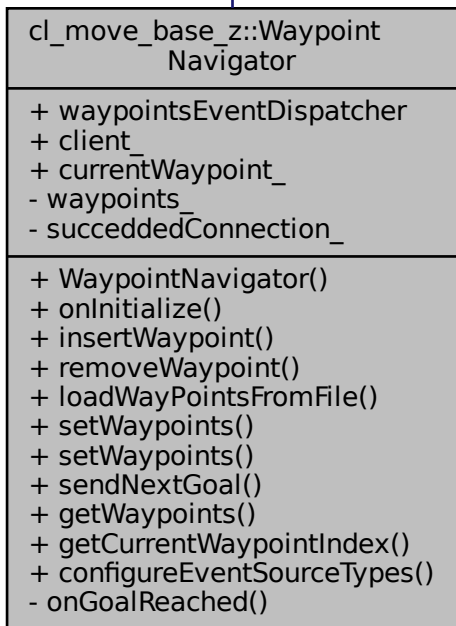 cl_move_base_z::Waypoint
Navigator
+ waypointsEventDispatcher
+ client_
+ currentWaypoint_
- waypoints_
- succeddedConnection_
+ WaypointNavigator()
+ onInitialize()
+ insertWaypoint()
+ removeWaypoint()
+ loadWayPointsFromFile()
+ setWaypoints()
+ setWaypoints()
+ sendNextGoal()
+ getWaypoints()
+ getCurrentWaypointIndex()
+ configureEventSourceTypes()
- onGoalReached()